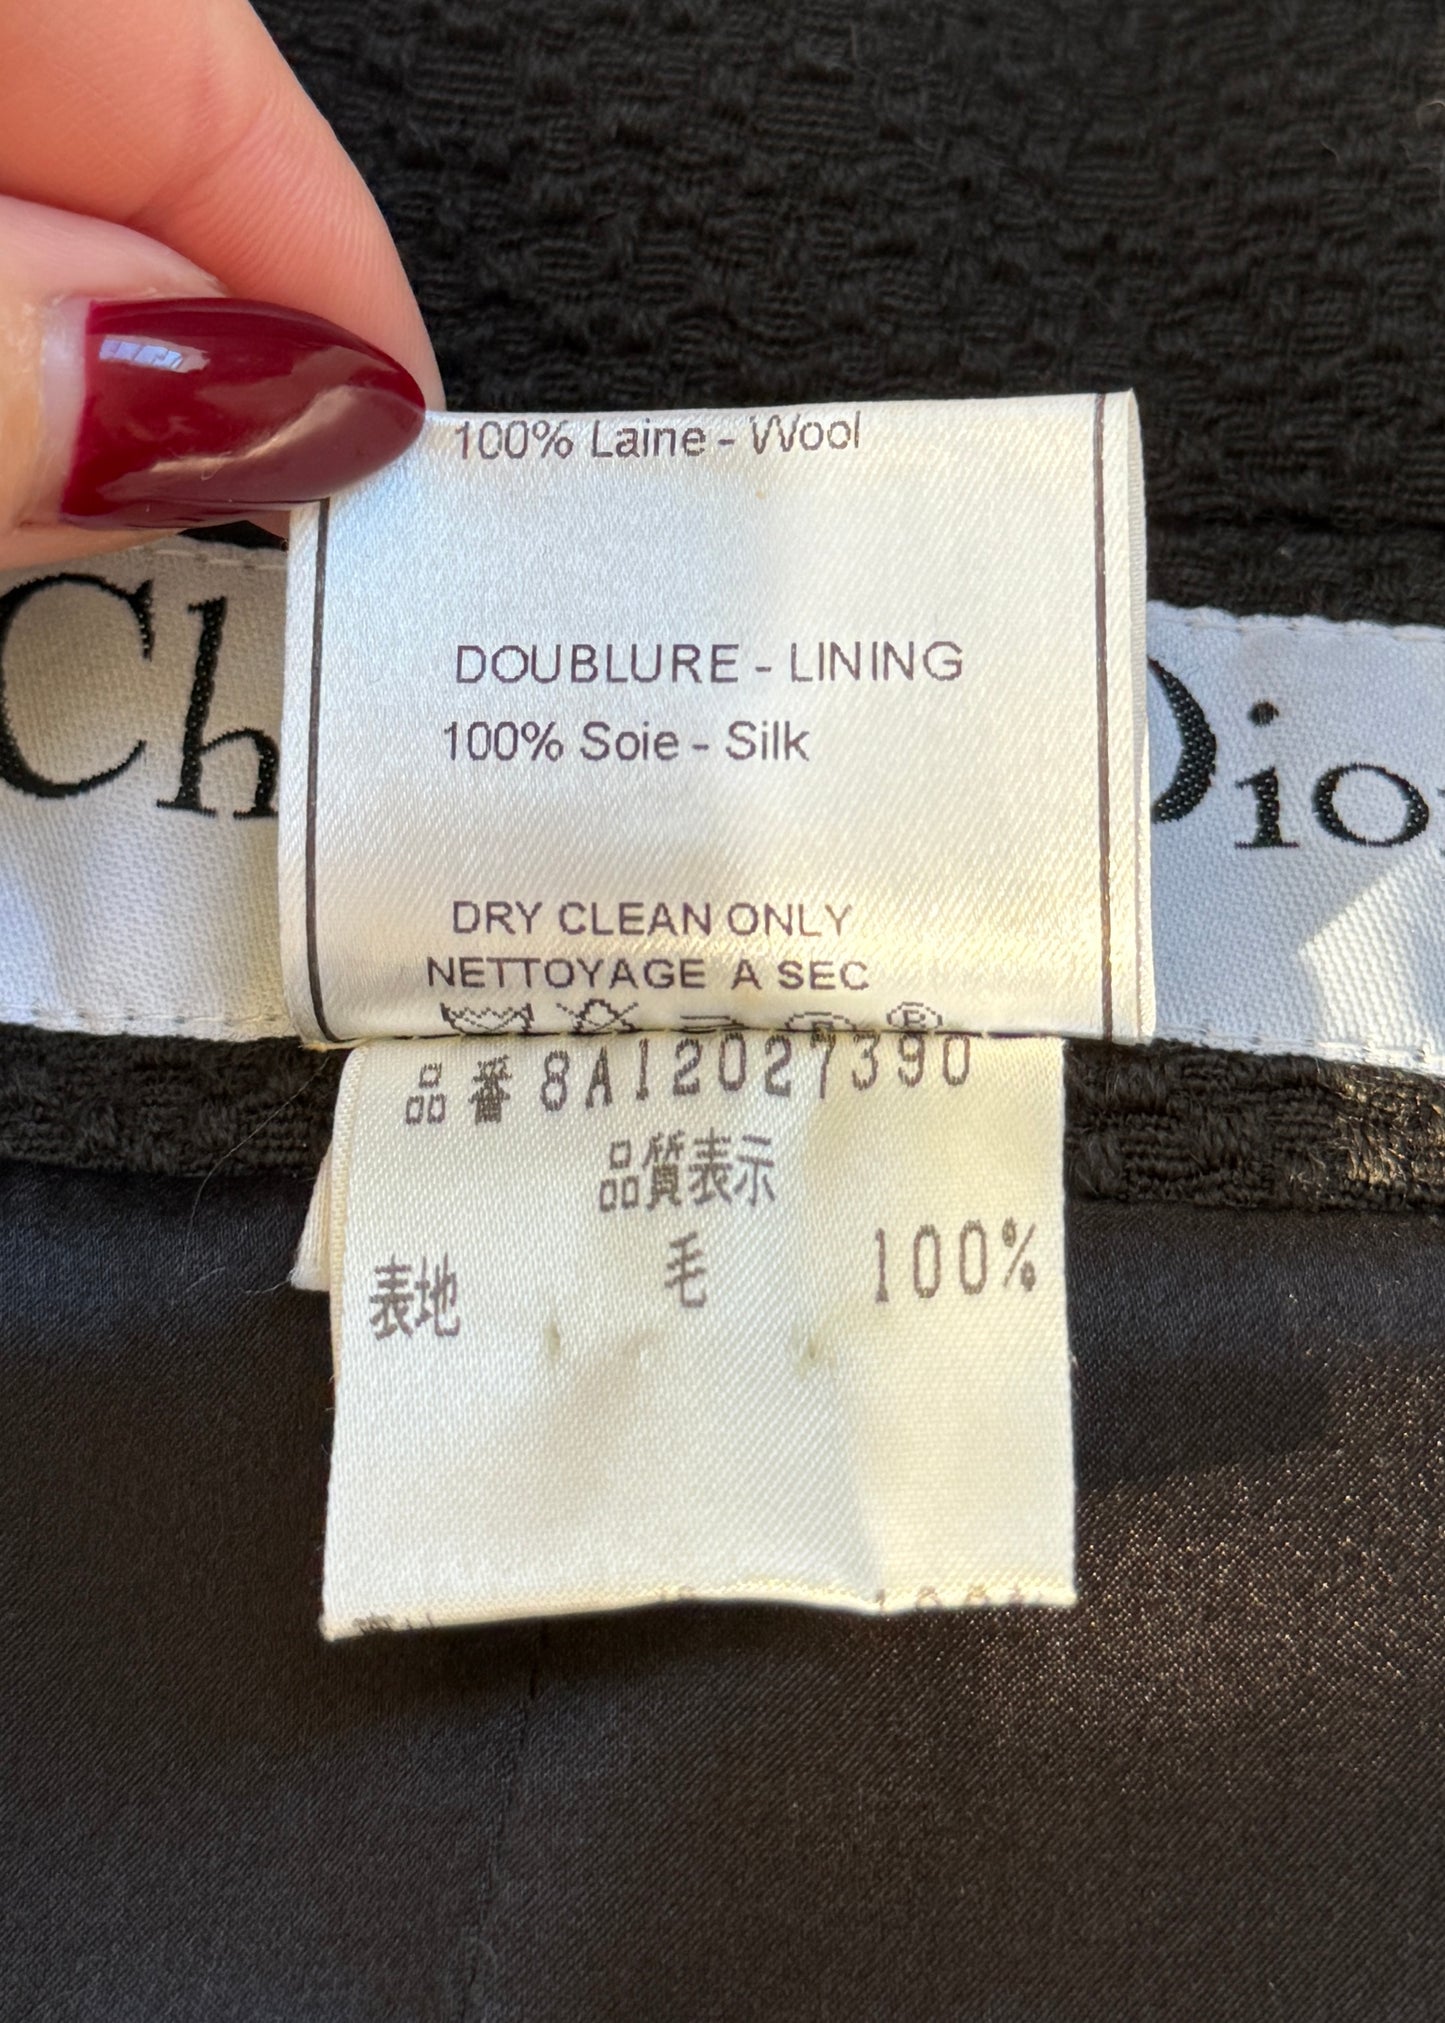 100% Laine - Wool
Ch Dio
DOUBLURE - LINING
100% Soie - Silk
DRY CLEAN ONLY
NETTOYAGE A SEC
P
品番 8A12027390
品質表示
表地 毛 100%